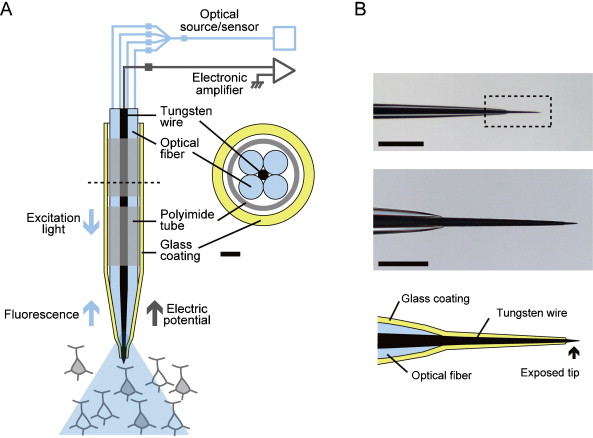 A
Optical
source/sensor
Electronic
amplifier
Tungsten
wire
Optical
fiber
Excitation
light
Polyimide
tube
Glass
coating
Fluorescence
Electric
potential
B
Glass coating
Tungsten wire
Optical fiber
Exposed tip